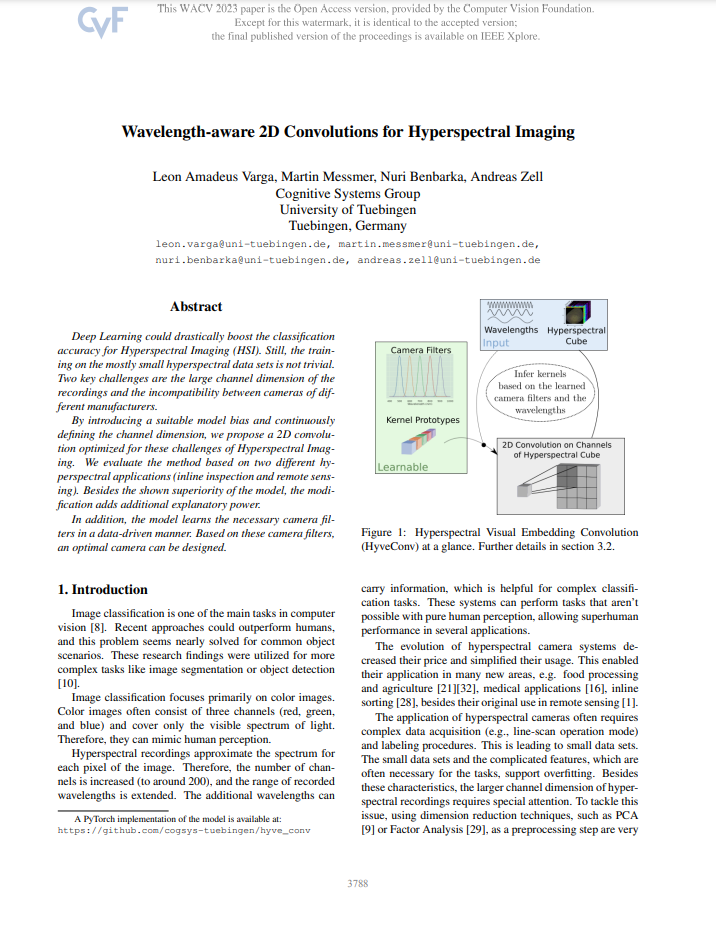 CVF
This WACV 2023 paper is the Open Access version, provided by the Computer Vision Foundation.
Except for this watermark, it is identical to the accepted version;
the final published version of the proceedings is available on IEEE Xplore.
Wavelength-aware 2D Convolutions for Hyperspectral Imaging
Leon Amadeus Varga, Martin Messmer, Nuri Benbarka, Andreas Zell
Cognitive Systems Group
University of Tuebingen
Tuebingen, Germany
leon.varga@uni-tuebingen.de, martin.messmer@uni-tuebingen.de,
nuri.benbarka@uni-tuebingen.de, andreas.zell@uni-tuebingen.de
Abstract
Deep Learning could drastically boost the classification
accuracy for Hyperspectral Imaging (HSI). Still, the train-
ing on the mostly small hyperspectral data sets is not trivial.
Two key challenges are the large channel dimension of the
recordings and the incompatibility between cameras of dif-
ferent manufacturers.
By introducing a suitable model bias and continuously
defining the channel dimension, we propose a 2D convolu-
tion optimized for these challenges of Hyperspectral Imag-
ing. We evaluate the method based on two different hy-
perspectral applications (inline inspection and remote sens-
ing). Besides the shown superiority of the model, the modi-
fication adds additional explanatory power.
In addition, the model learns the necessary camera fil-
ters in a data-driven manner. Based on these camera filters,
an optimal camera can be designed.
1. Introduction
Image classification is one of the main tasks in computer
vision [8]. Recent approaches could outperform humans,
and this problem seems nearly solved for common object
scenarios. These research findings were utilized for more
complex tasks like image segmentation or object detection
[10].
Image classification focuses primarily on color images.
Color images often consist of three channels (red, green,
and blue) and cover only the visible spectrum of light.
Therefore, they can mimic human perception.
Hyperspectral recordings approximate the spectrum for
each pixel of the image. Therefore, the number of chan-
nels is increased (to around 200), and the range of recorded
wavelengths is extended. The additional wavelengths can
A PyTorch implementation of the model is available at:
https://github.com/cogsys-tuebingen/hyve_conv
Wavelengths
Hyperspectral
Cube
Input
Camera Filters
Kernel Prototypes
Learnable
Infer kernels
based on the learned
camera filters and the
wavelengths
2D Convolution on Channels
of Hyperspectral Cube
Figure 1: Hyperspectral Visual Embedding Convolution
(HyveConv) at a glance. Further details in section 3.2.
carry information, which is helpful for complex classifi-
cation tasks. These systems can perform tasks that aren't
possible with pure human perception, allowing superhuman
performance in several applications.
The evolution of hyperspectral camera systems de-
creased their price and simplified their usage. This enabled
their application in many new areas, e.g. food processing
and agriculture [21][32], medical applications [16], inline
sorting [28], besides their original use in remote sensing [1].
The application of hyperspectral cameras often requires
complex data acquisition (e.g., line-scan operation mode)
and labeling procedures. This is leading to small data sets.
The small data sets and the complicated features, which are
often necessary for the tasks, support overfitting. Besides
these characteristics, the larger channel dimension of hyper-
spectral recordings requires special attention. To tackle this
issue, using dimension reduction techniques, such as PCA
[9] or Factor Analysis [29], as a preprocessing step are very
3788